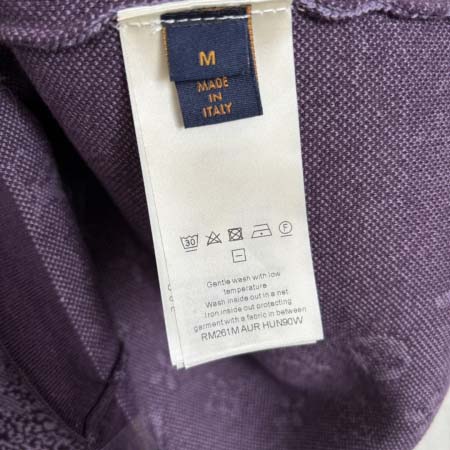 M
MADE
IN
ITALY
30
F
Gentle wash with low
temperature
Wash inside out in a net
Iron inside out protecting
garment with a fabric in between
RM261M AUR HUN90W